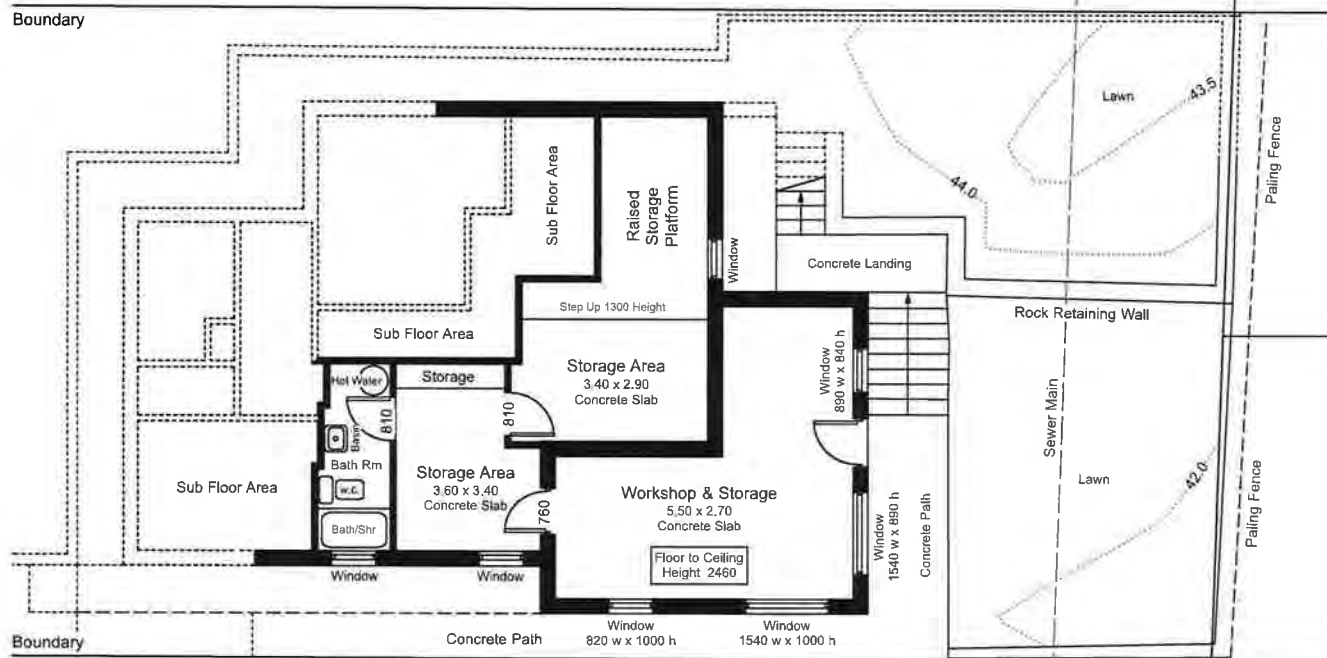 Boundary
Lawn
43.5
Paling Fence
44.0
Sub Floor Area
Raised
Storage
Platform
Window
Concrete Landing
Step Up 1300 Height
Rock Retaining Wall
Sub Floor Area
Storage Area
3.40 x 2.90
Concrete Slab
Window
890 w x 840 h
Hot Water
Storage
810
810
Basin
Bath Rm
w.c.
Bath/Shr
Sub Floor Area
Storage Area
3.60 x 3.40
Concrete Slab
760
Workshop & Storage
5.50 x 2.70
Concrete Slab
Floor to Ceiling
Height 2460
Window
1540 w x 890 h
Concrete Path
Sewer Main
Lawn
42.0
Paling Fence
Window
Window
Boundary
Concrete Path
Window
820 w x 1000 h
Window
1540 w x 1000 h